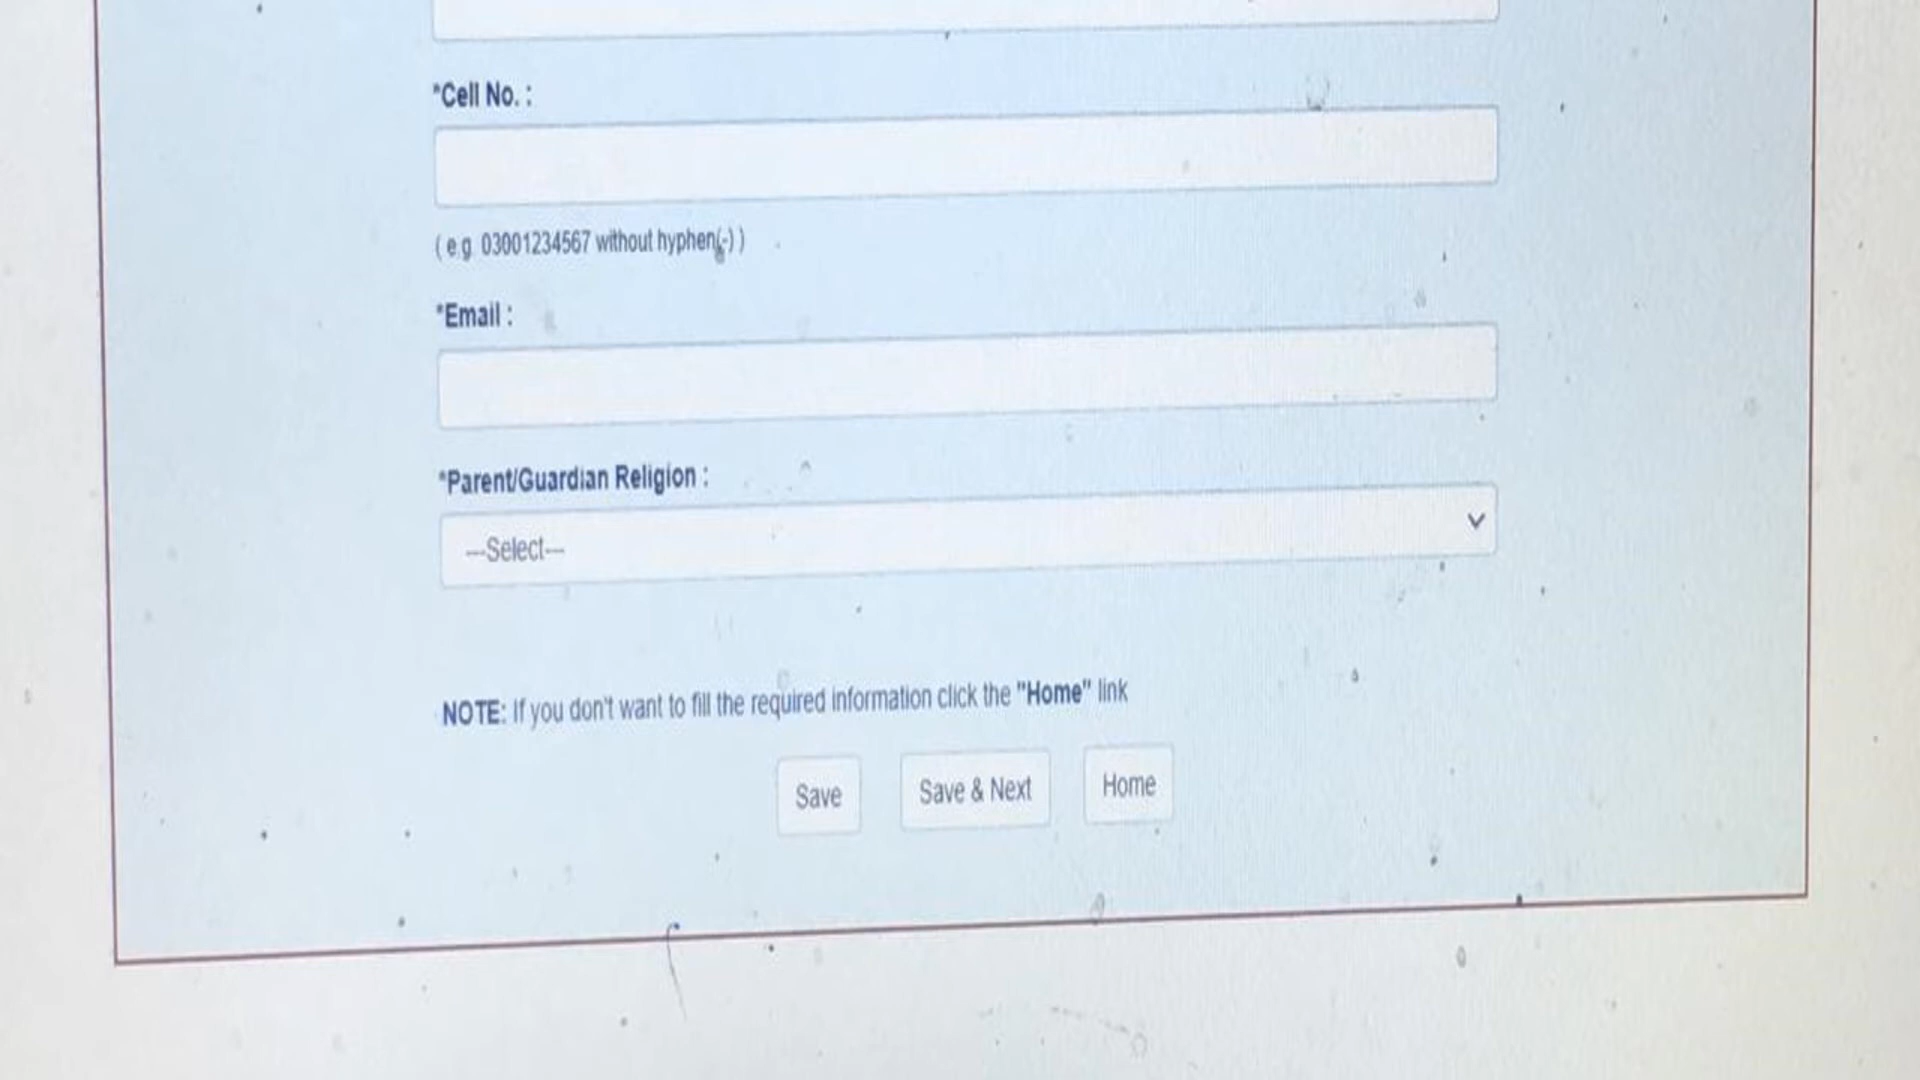 *Cell No. :
( e.g 03001234567 without hyphen(-) )
*Email :
*Parent/Guardian Religion :
---Select---
NOTE: If you don't want to fill the required information click the "Home" link
Save
Save & Next
Home